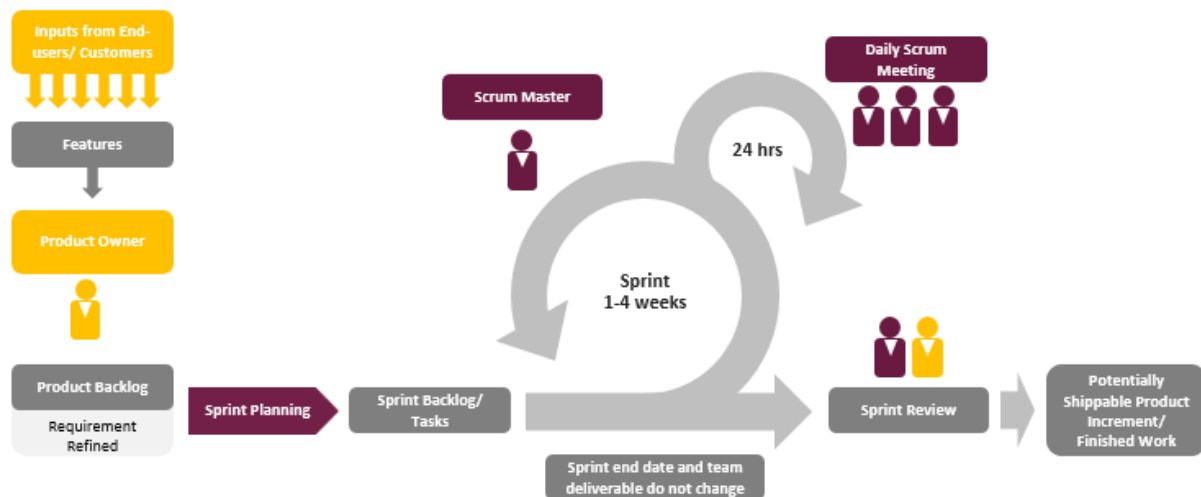 Inputs from End-
users/ Customers
Features
Product Owner
Product Backlog
Requirement
Refined
Sprint Planning
Sprint Backlog/
Tasks
Scrum Master
Daily Scrum
Meeting
24 hrs
Sprint
1-4 weeks
Sprint end date and team
deliverable do not change
Sprint Review
Potentially
Shippable Product
Increment/
Finished Work